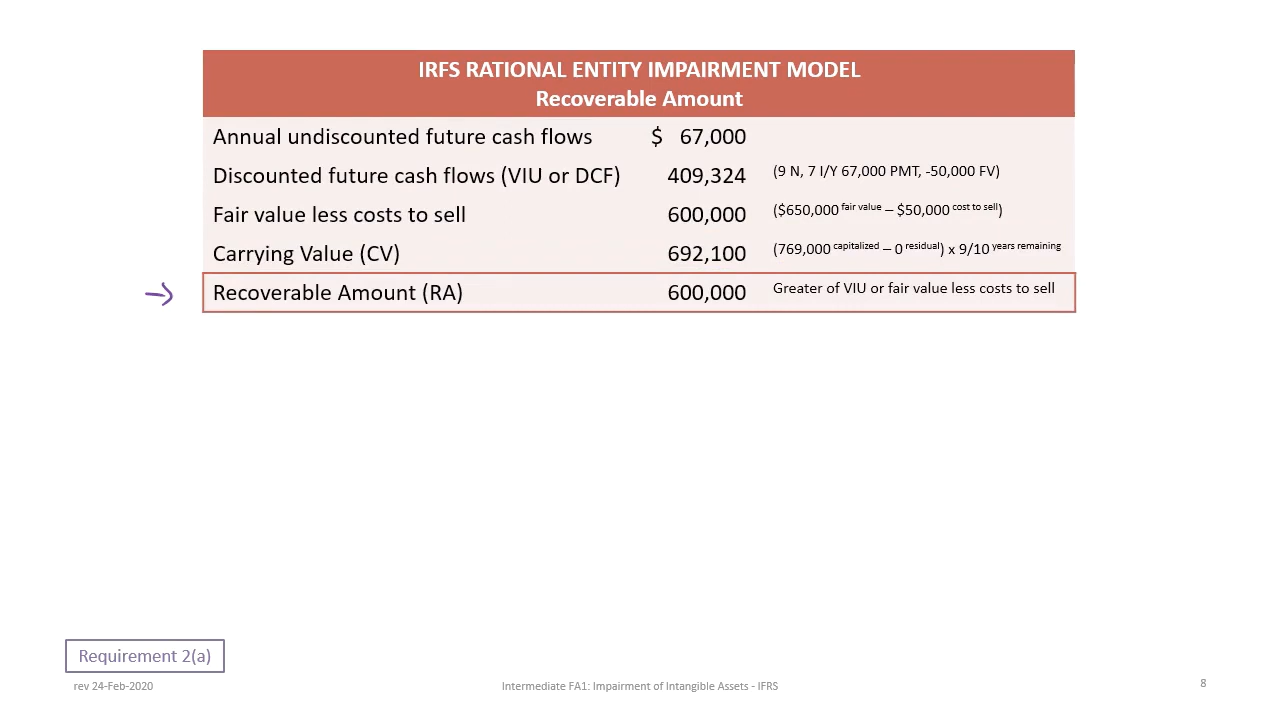 IRFS RATIONAL ENTITY IMPAIRMENT MODEL
Recoverable Amount
Annual undiscounted future cash flows $ 67,000
Discounted future cash flows (VIU or DCF) 409,324 (9 N, 7 I/Y 67,000 PMT, -50,000 FV)
Fair value less costs to sell 600,000 ($650,000 fair value – $50,000 cost to sell)
Carrying Value (CV) 692,100 (769,000 capitalized – 0 residual) x 9/10 years remaining
Recoverable Amount (RA) 600,000 Greater of VIU or fair value less costs to sell
Requirement 2(a)
rev 24-Feb-2020 Intermediate FA1: Impairment of Intangible Assets - IFRS 8